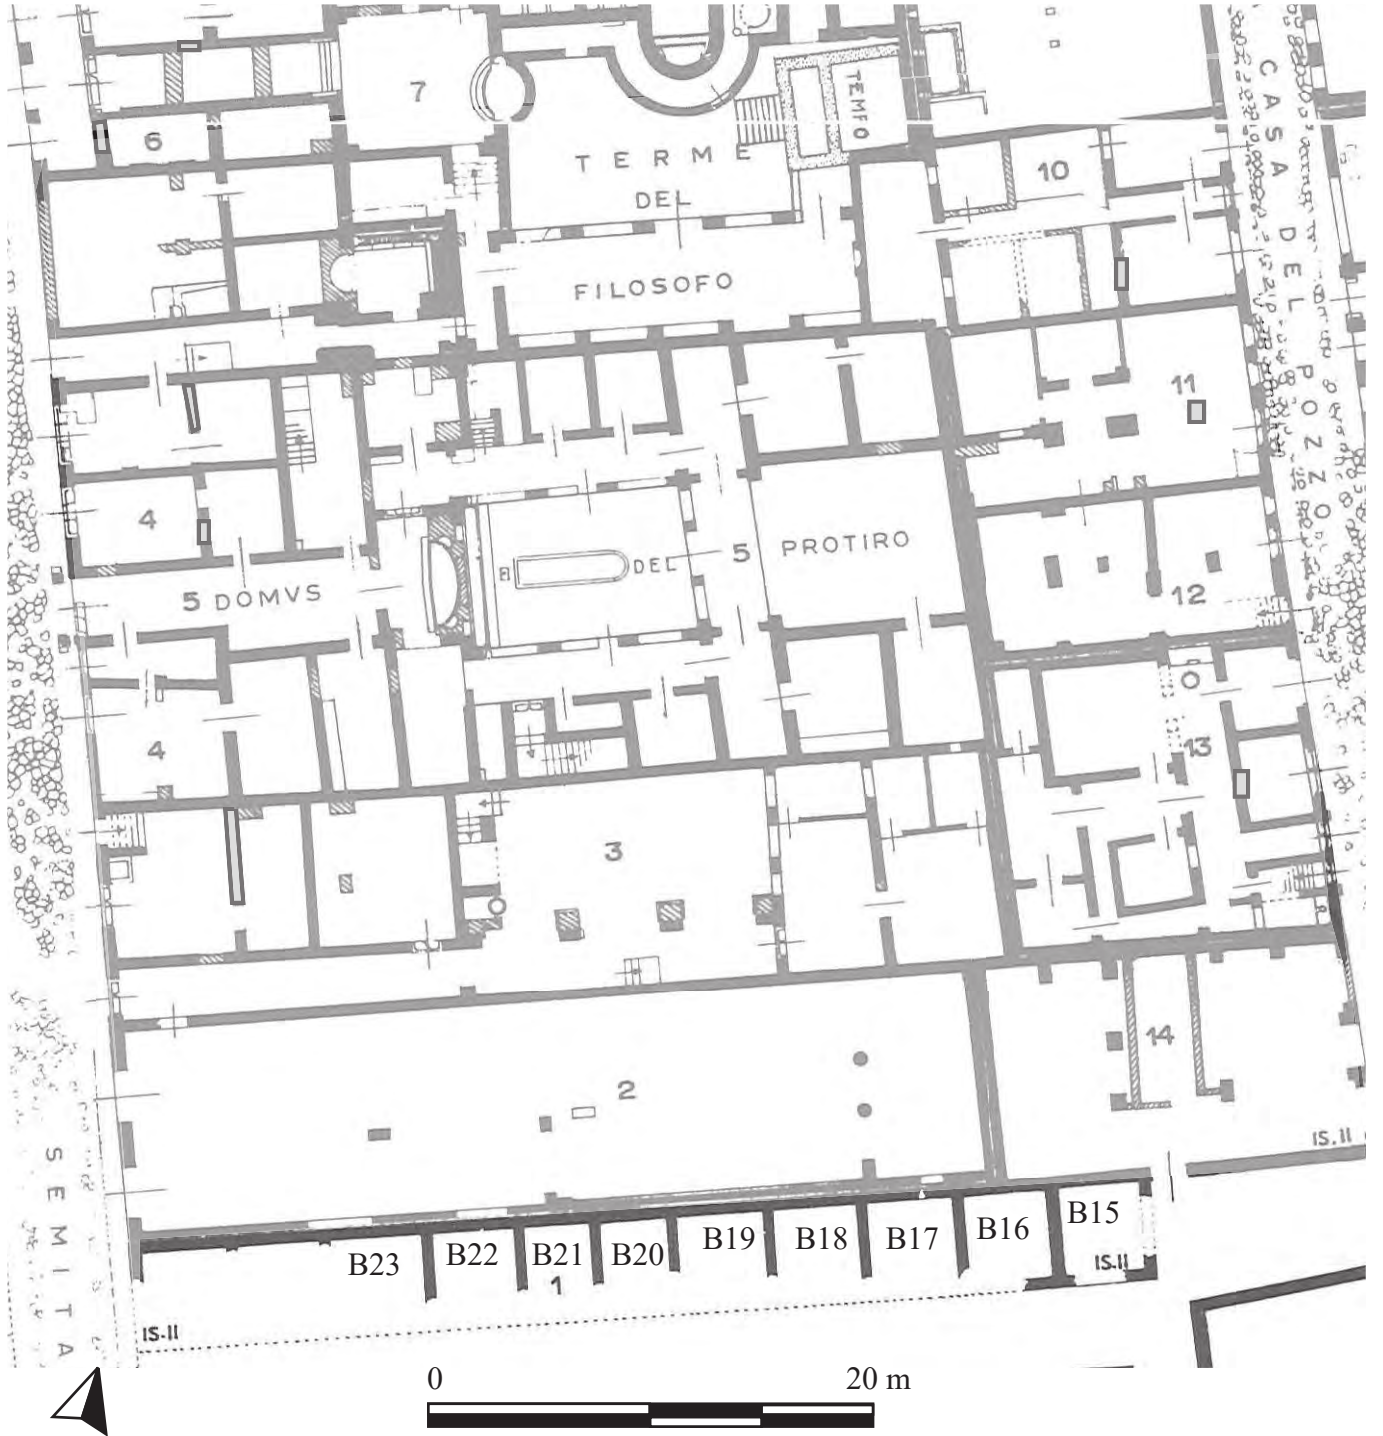 7
6
TERME
DEL
FILOSOFO
TEMPO
10
CASA DEL POZZO
11
4
5 DOMVS
DEL
5
PROTIRO
12
4
13
3
2
14
IS.II
B23
B22
B21
B20
B19
B18
B17
B16
B15
1
IS.II
IS.II
SEMITA
0
20 m